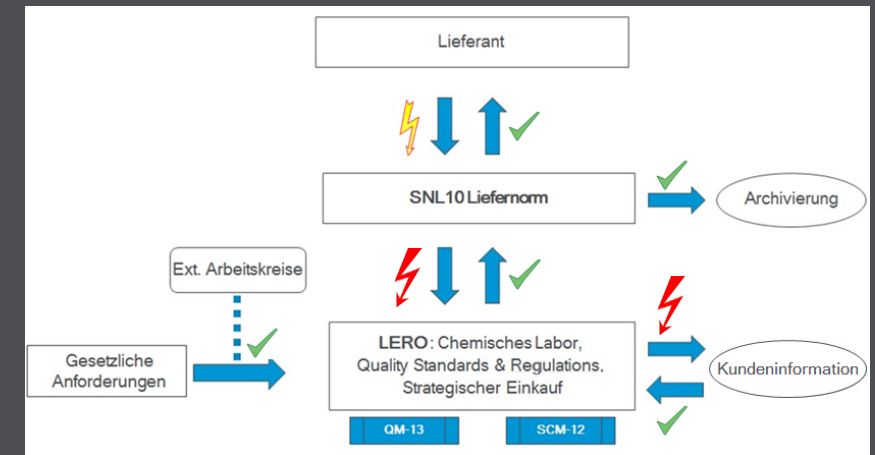 Lieferant
SNL10 Liefernorm
Archivierung
Ext. Arbeitskreise
LERO: Chemisches Labor,
Quality Standards & Regulations,
Strategischer Einkauf
Gesetzliche
Anforderungen
Kundeninformation
QM-13
SCM-12